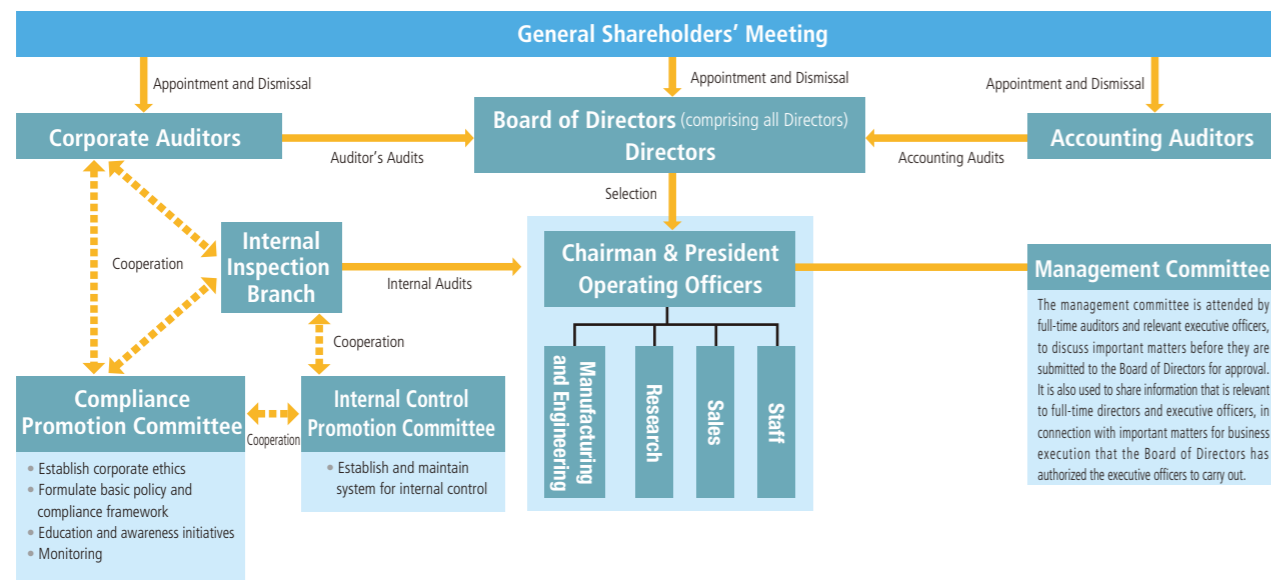 General Shareholders’ Meeting
Appointment and Dismissal
Appointment and Dismissal
Appointment and Dismissal
Corporate Auditors
Auditor’s Audits
Board of Directors (comprising all Directors)
Directors
Accounting Audits
Accounting Auditors
Selection
Cooperation
Internal
Inspection
Branch
Internal Audits
Chairman & President
Operating Officers
Manufacturing
and Engineering
Research
Sales
Staff
Management Committee
The management committee is attended by
full-time auditors and relevant executive officers,
to discuss important matters before they are
submitted to the Board of Directors for approval.
It is also used to share information that is relevant
to full-time directors and executive officers, in
connection with important matters for business
execution that the Board of Directors has
authorized the executive officers to carry out.
Cooperation
Compliance
Promotion Committee
• Establish corporate ethics
• Formulate basic policy and
compliance framework
• Education and awareness initiatives
• Monitoring
Cooperation
Internal Control
Promotion Committee
• Establish and maintain
system for internal control